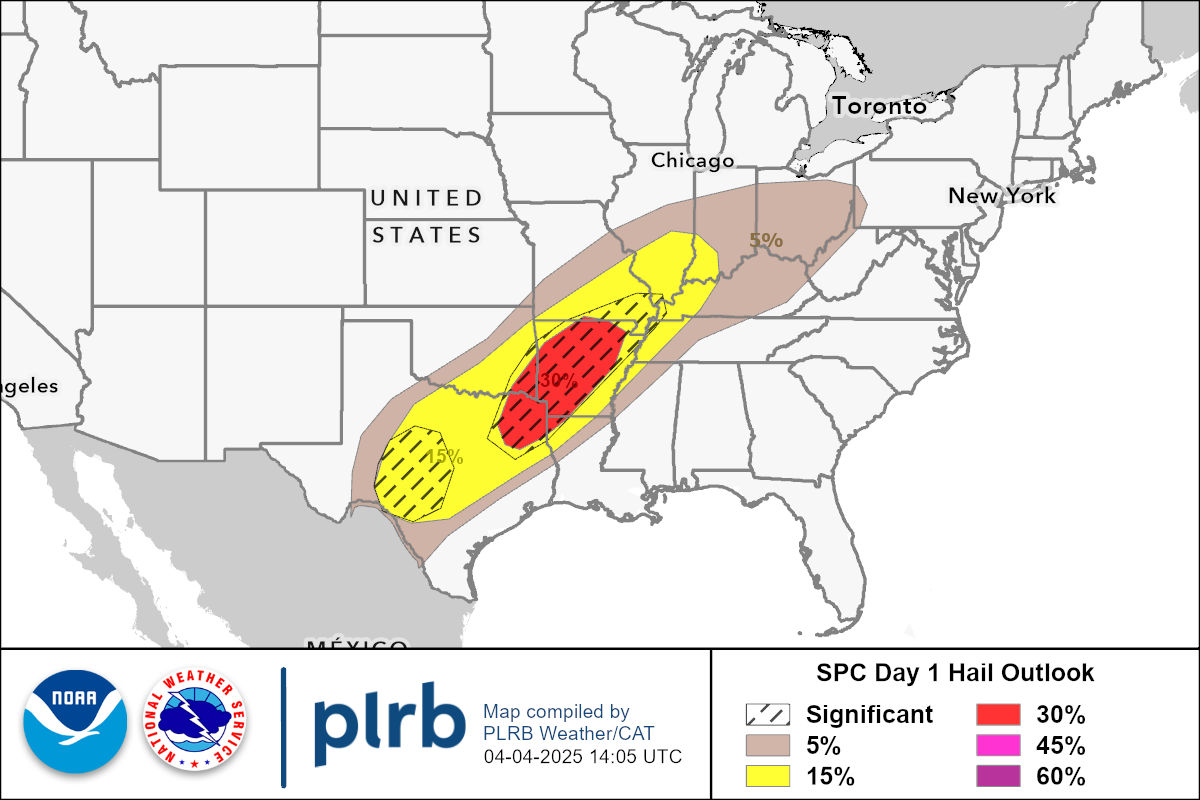 Toronto
Chicago
New York
UNITED
STATES
5%
ngeles
30%
15%
MÉXICO
NOAA
NATIONAL WEATHER SERVICE
plrb
Map compiled by
PLRB Weather/CAT
04-04-2025 14:05 UTC
SPC Day 1 Hail Outlook
Significant
30%
5%
45%
15%
60%